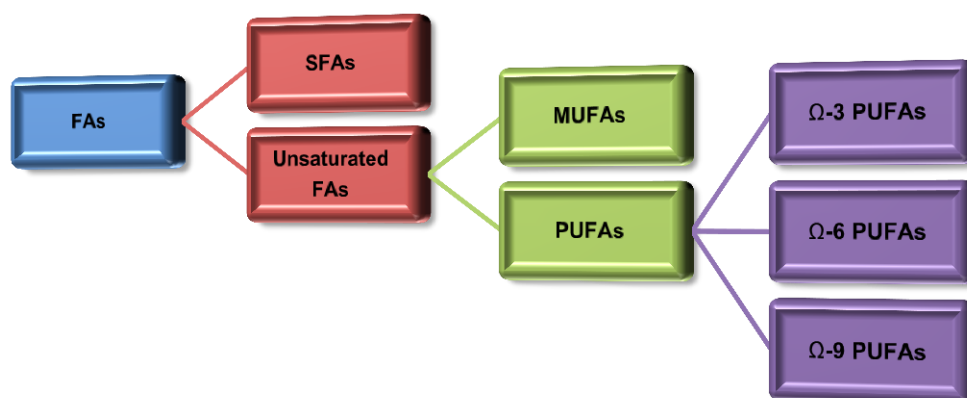 FAs
SFAs
Unsaturated
FAs
MUFAs
PUFAs
Ω-3 PUFAs
Ω-6 PUFAs
Ω-9 PUFAs